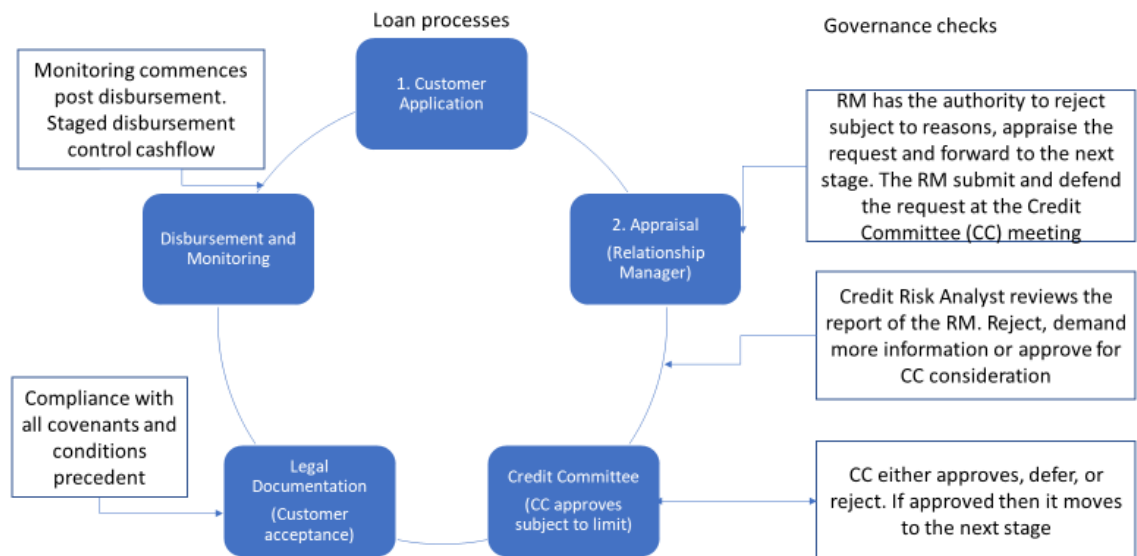 Loan processes
Governance checks
1. Customer
Application
Monitoring commences
post disbursement.
Staged disbursement
control cashflow
RM has the authority to reject
subject to reasons, appraise the
request and forward to the next
stage. The RM submit and defend
the request at the Credit
Committee (CC) meeting
Disbursement and
Monitoring
2. Appraisal
(Relationship
Manager)
Credit Risk Analyst reviews the
report of the RM. Reject, demand
more information or approve for
CC consideration
Compliance with
all covenants and
conditions
precedent
Legal
Documentation
(Customer
acceptance)
Credit Committee
(CC approves
subject to limit)
CC either approves, defer, or
reject. If approved then it moves
to the next stage